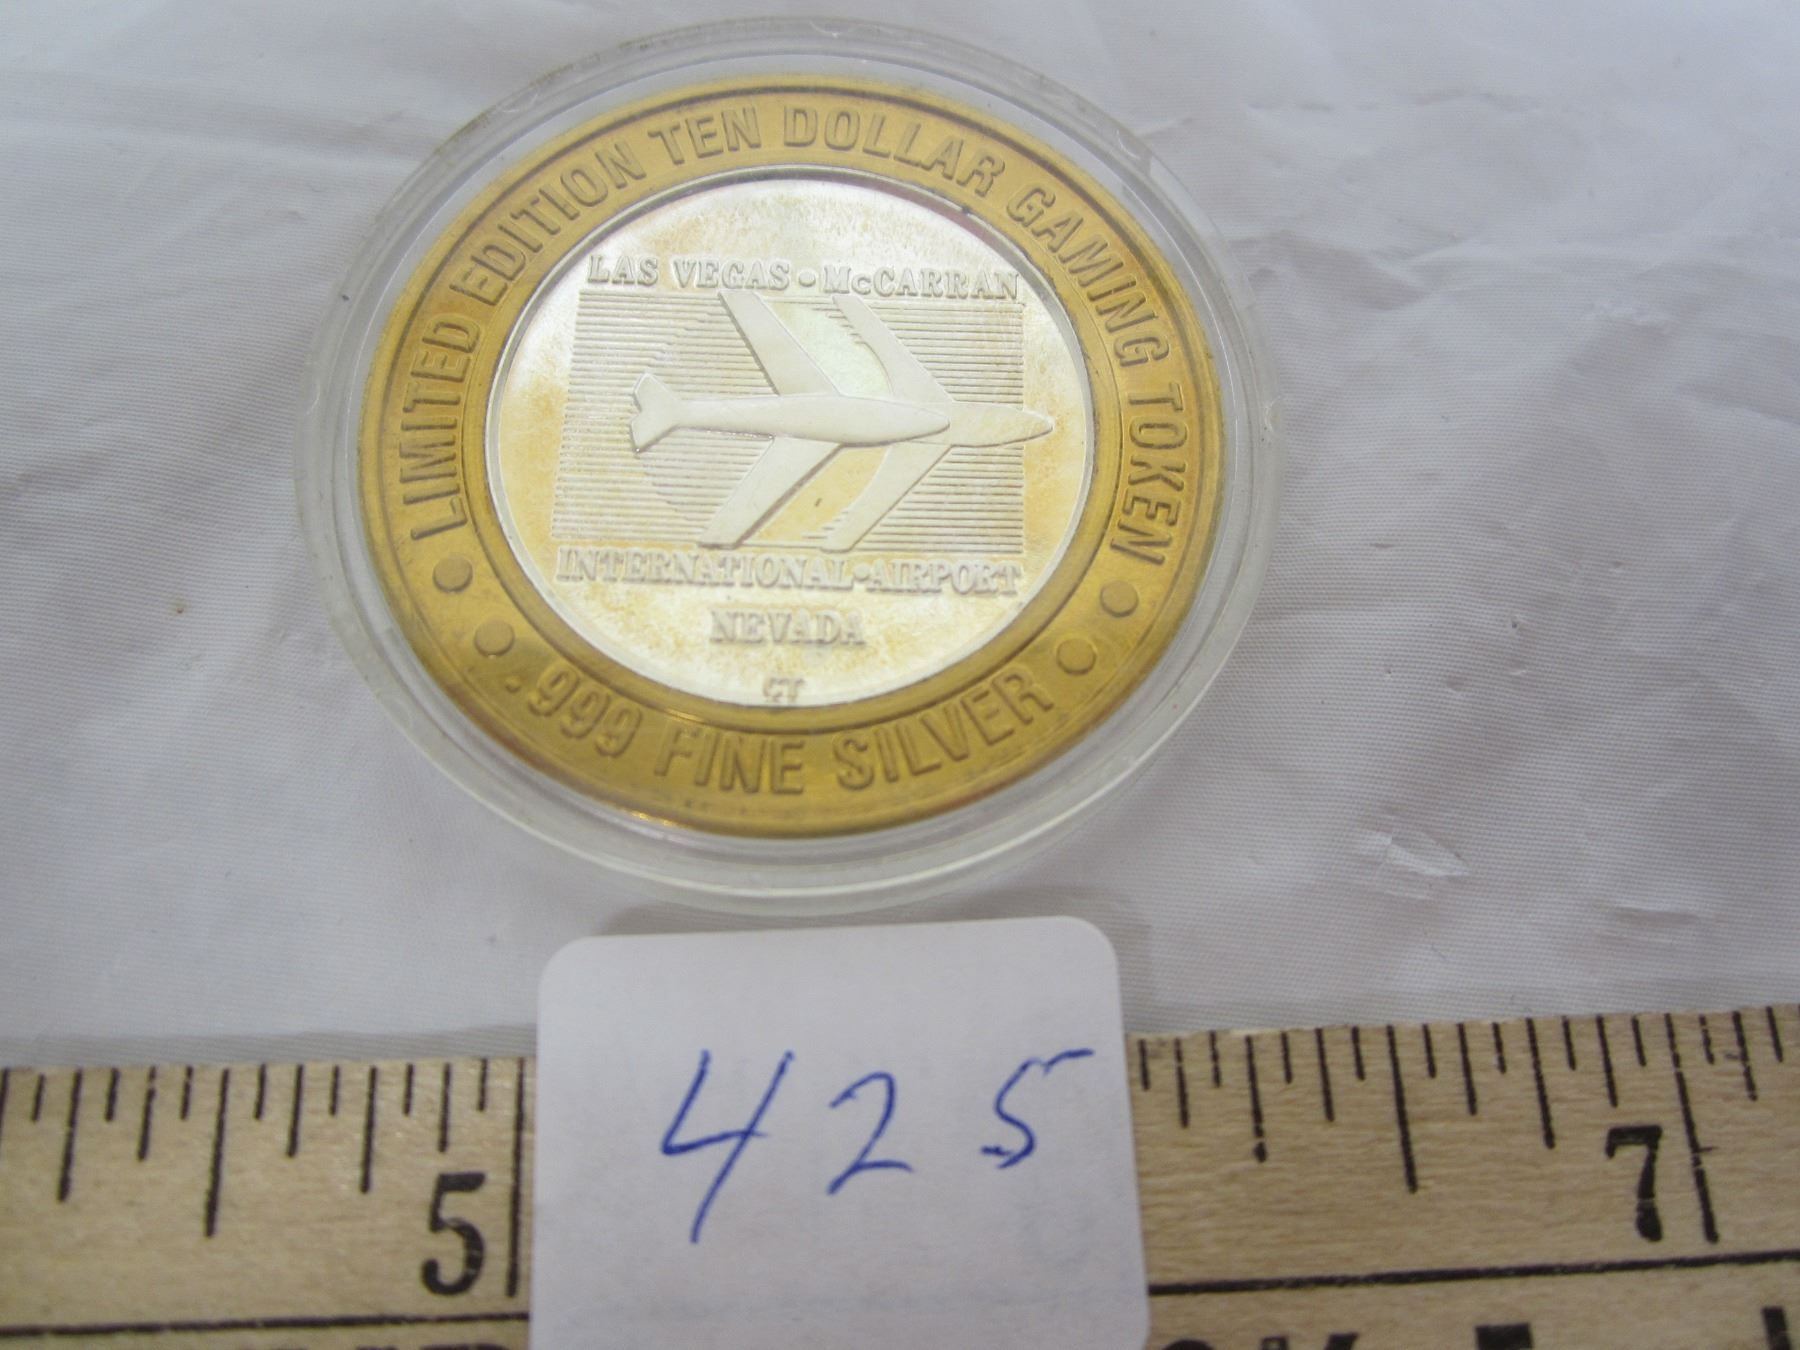 LIMITED EDITION TEN DOLLAR GAMING TOKEN
LAS VEGAS • McCARRAN
INTERNATIONAL • AIRPORT
NEVADA
CT
.999 FINE SILVER
425
5
7